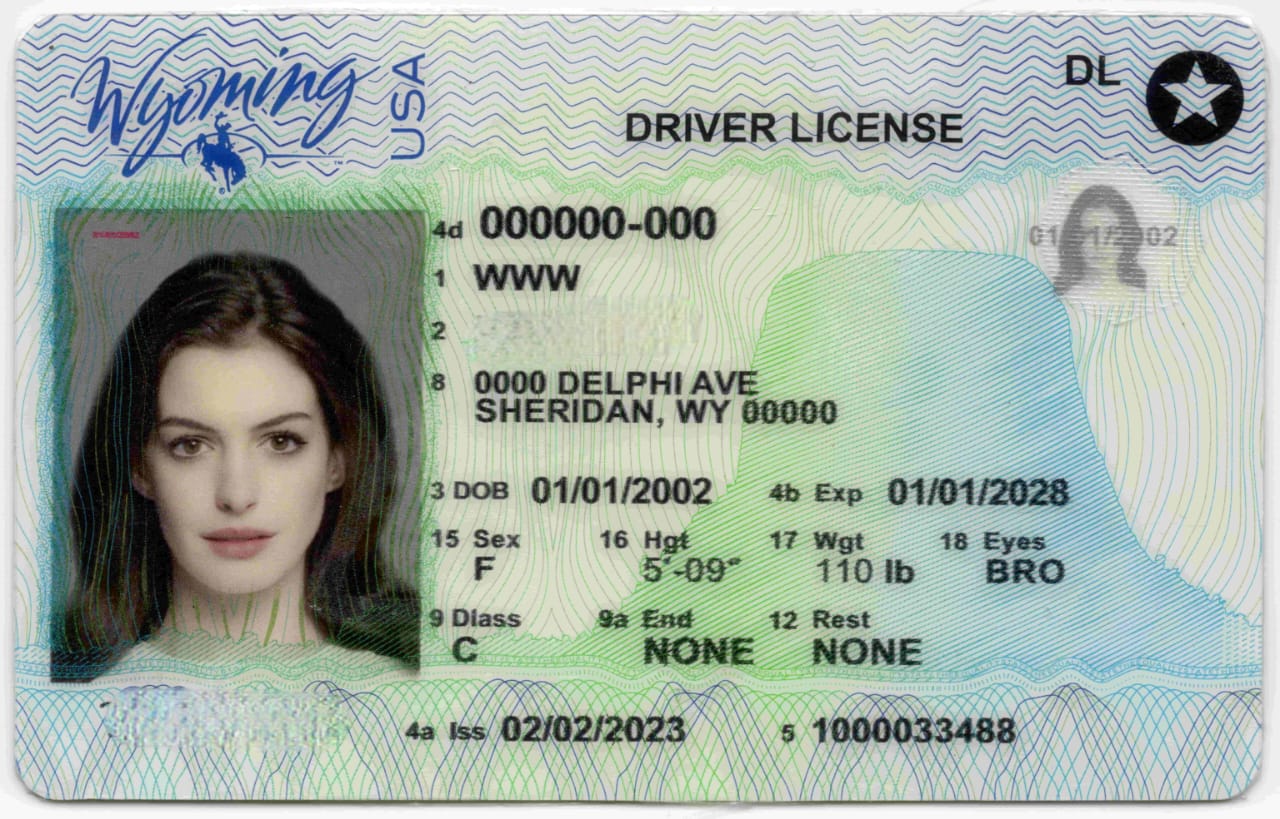 Wyoming
USA
DL
DRIVER LICENSE
4d 000000-000
1 WWW
01/01/2002
2
8 0000 DELPHI AVE
SHERIDAN, WY 00000
3 DOB 01/01/2002 4b Exp 01/01/2028
15 Sex 16 Hgt 17 Wgt 18 Eyes
F 5'-09" 110 lb BRO
9 Dlass 9a End 12 Rest
C NONE NONE
4a Iss 02/02/2023 5 1000033488